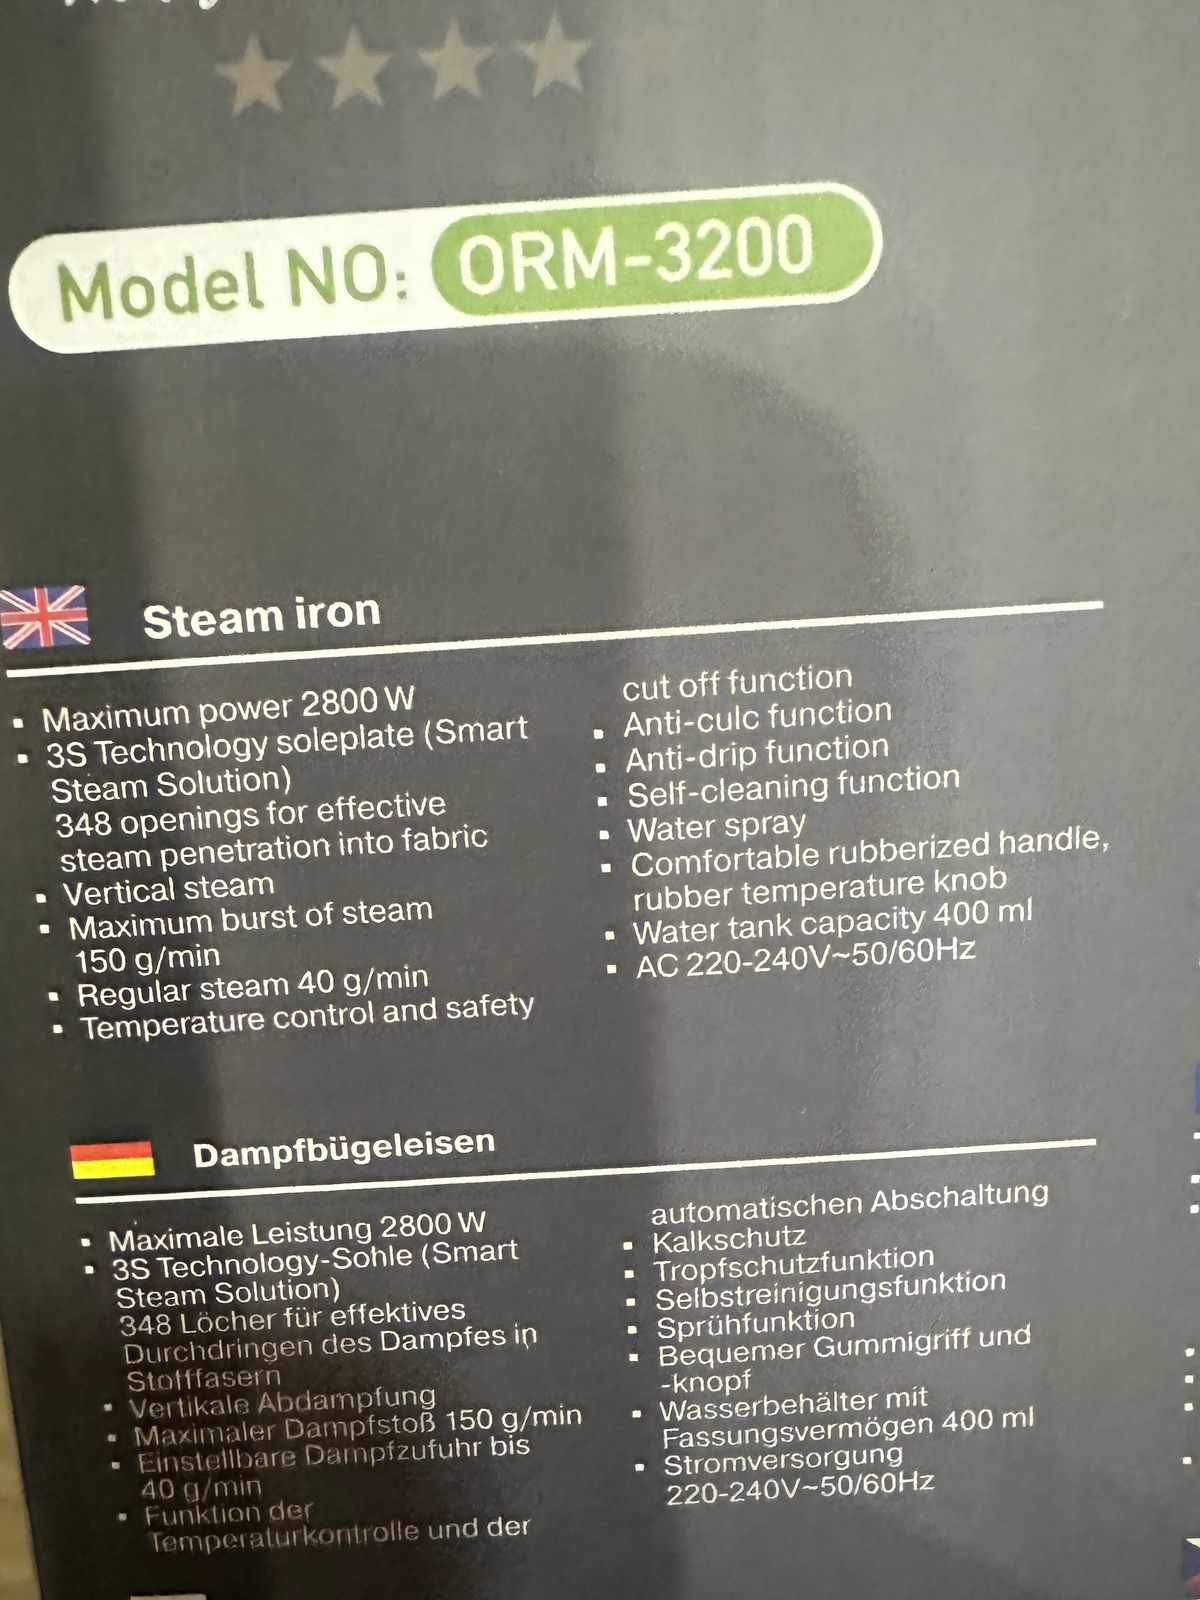 Model NO: ORM-3200
Steam iron
▪ Maximum power 2800 W
▪ 3S Technology soleplate (Smart
Steam Solution)
348 openings for effective
steam penetration into fabric
▪ Vertical steam
▪ Maximum burst of steam
150 g/min
▪ Regular steam 40 g/min
▪ Temperature control and safety
cut off function
▪ Anti-culc function
▪ Anti-drip function
▪ Self-cleaning function
▪ Water spray
▪ Comfortable rubberized handle,
rubber temperature knob
▪ Water tank capacity 400 ml
▪ AC 220-240V~50/60Hz
Dampfbügeleisen
▪ Maximale Leistung 2800 W
▪ 3S Technology-Sohle (Smart
Steam Solution)
348 Löcher für effektives
Durchdringen des Dampfes in
Stofffasern
▪ Vertikale Abdampfung
▪ Maximaler Dampfstoß 150 g/min
▪ Einstellbare Dampfzufuhr bis
40 g/min
▪ Funktion der
Temperaturkontrolle und der
automatischen Abschaltung
▪ Kalkschutz
▪ Tropfschutzfunktion
▪ Selbstreinigungsfunktion
▪ Sprühfunktion
▪ Bequemer Gummigriff und
-knopf
▪ Wasserbehälter mit
Fassungsvermögen 400 ml
▪ Stromversorgung
220-240V~50/60Hz